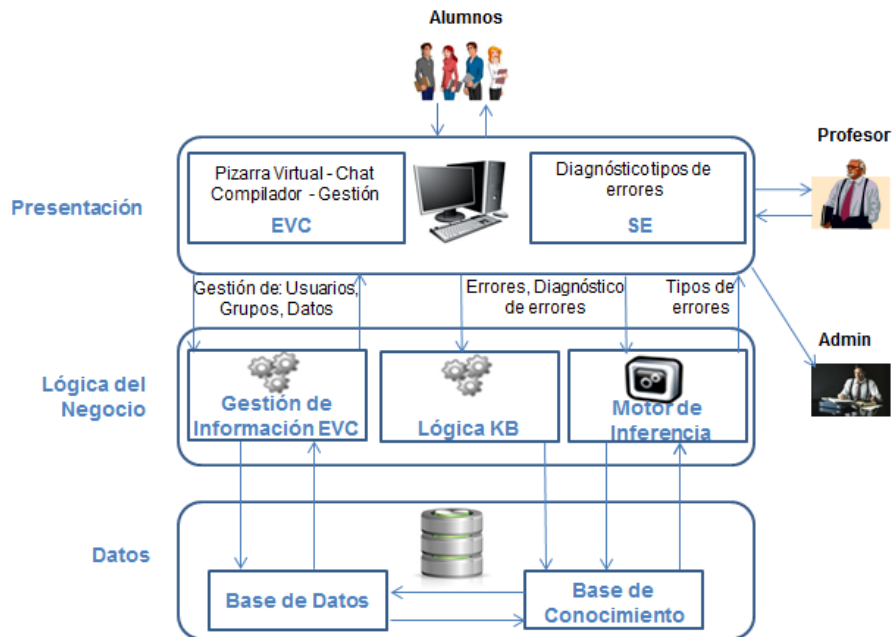 Alumnos
Profesor
Presentación
Pizarra Virtual - Chat
Compilador - Gestión
EVC
Diagnóstico tipos de
errores
SE
Gestión de: Usuarios,
Grupos, Datos
Errores, Diagnóstico
de errores
Tipos de
errores
Admin
Lógica del
Negocio
Gestión de
Información EVC
Lógica KB
Motor de
Inferencia
Datos
Base de Datos
Base de
Conocimiento